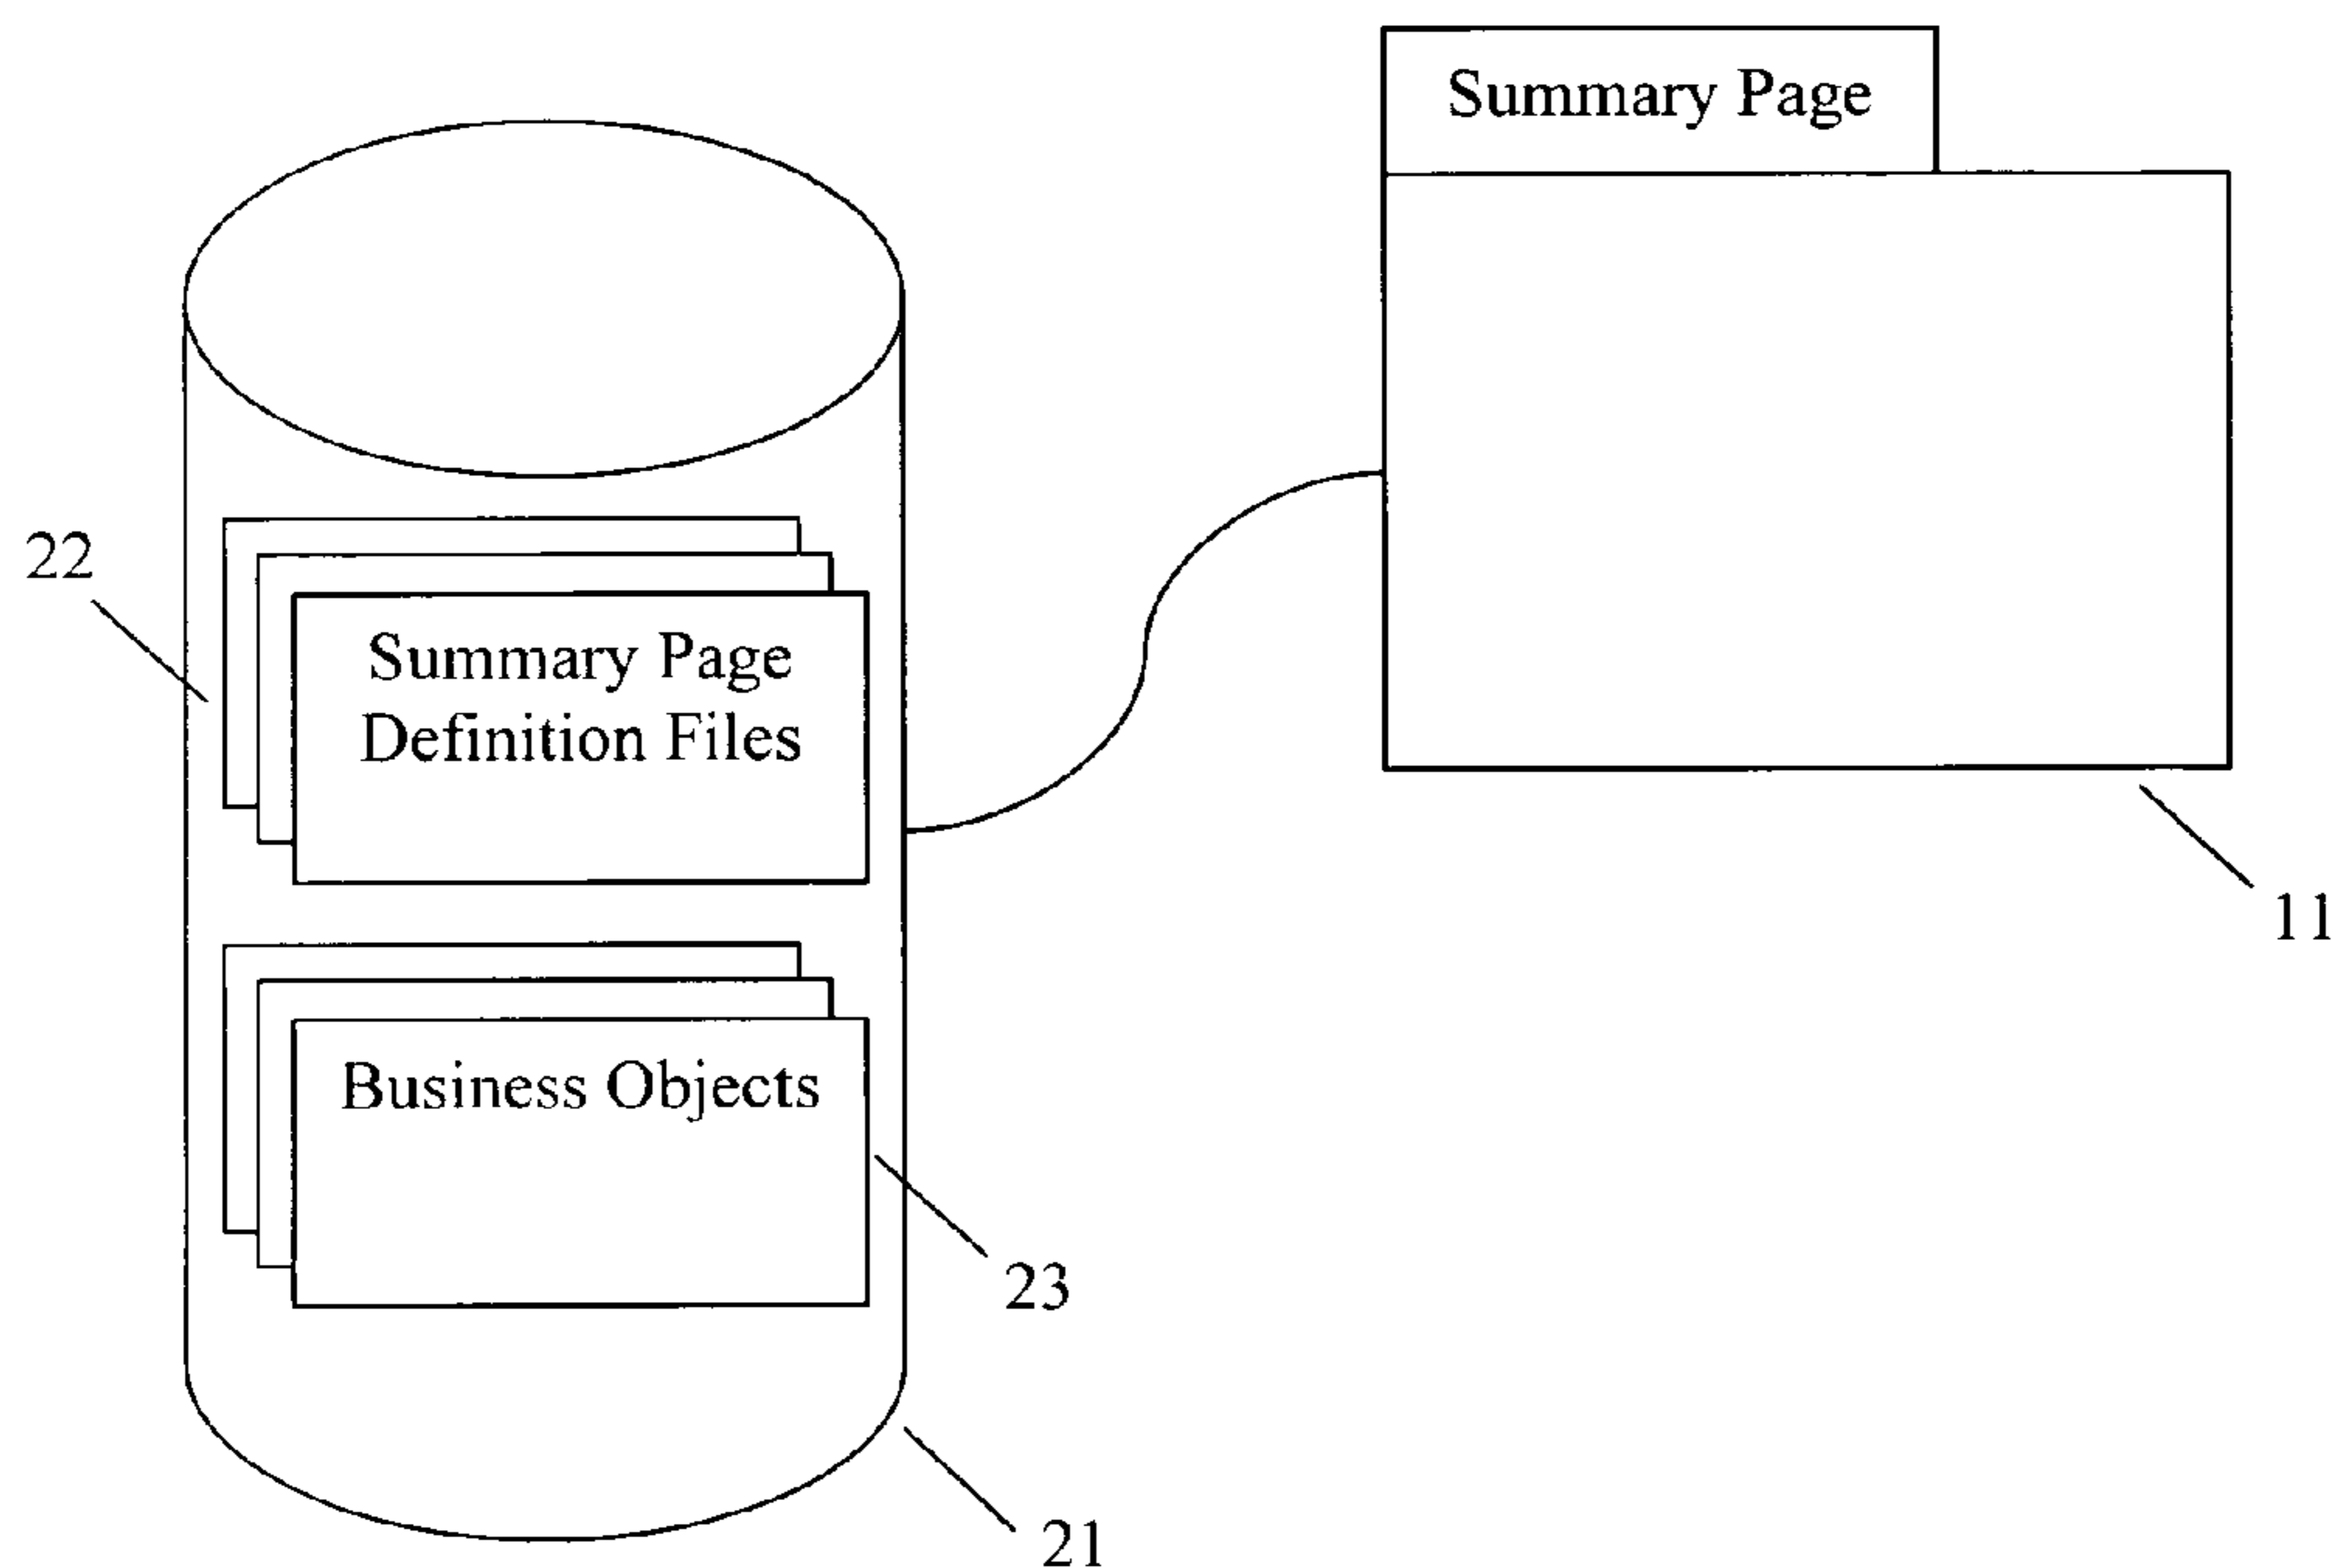 Summary Page
22
Summary Page
Definition Files
11
Business Objects
23
21